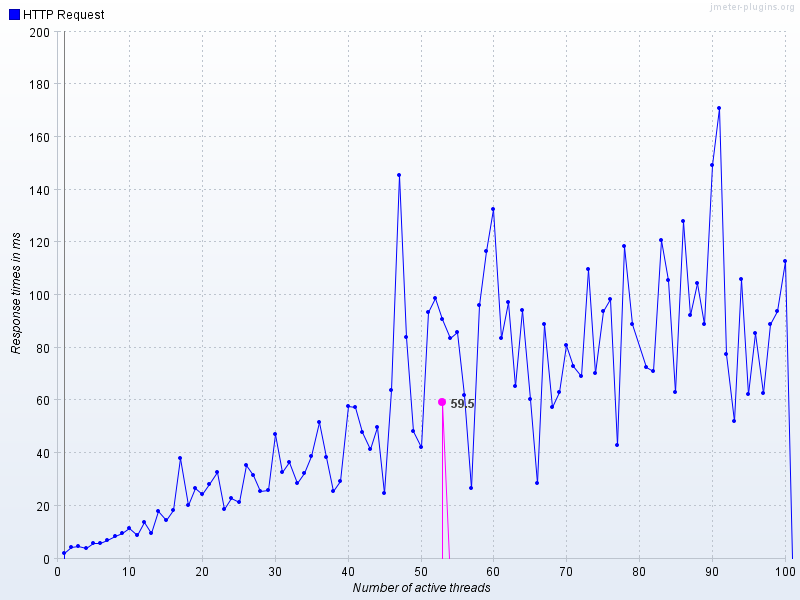 jmeter-plugins.org
HTTP Request
200
180
160
140
120
100
80
60
40
20
0
Response times in ms
59,5
0 10 20 30 40 50 60 70 80 90 100
Number of active threads